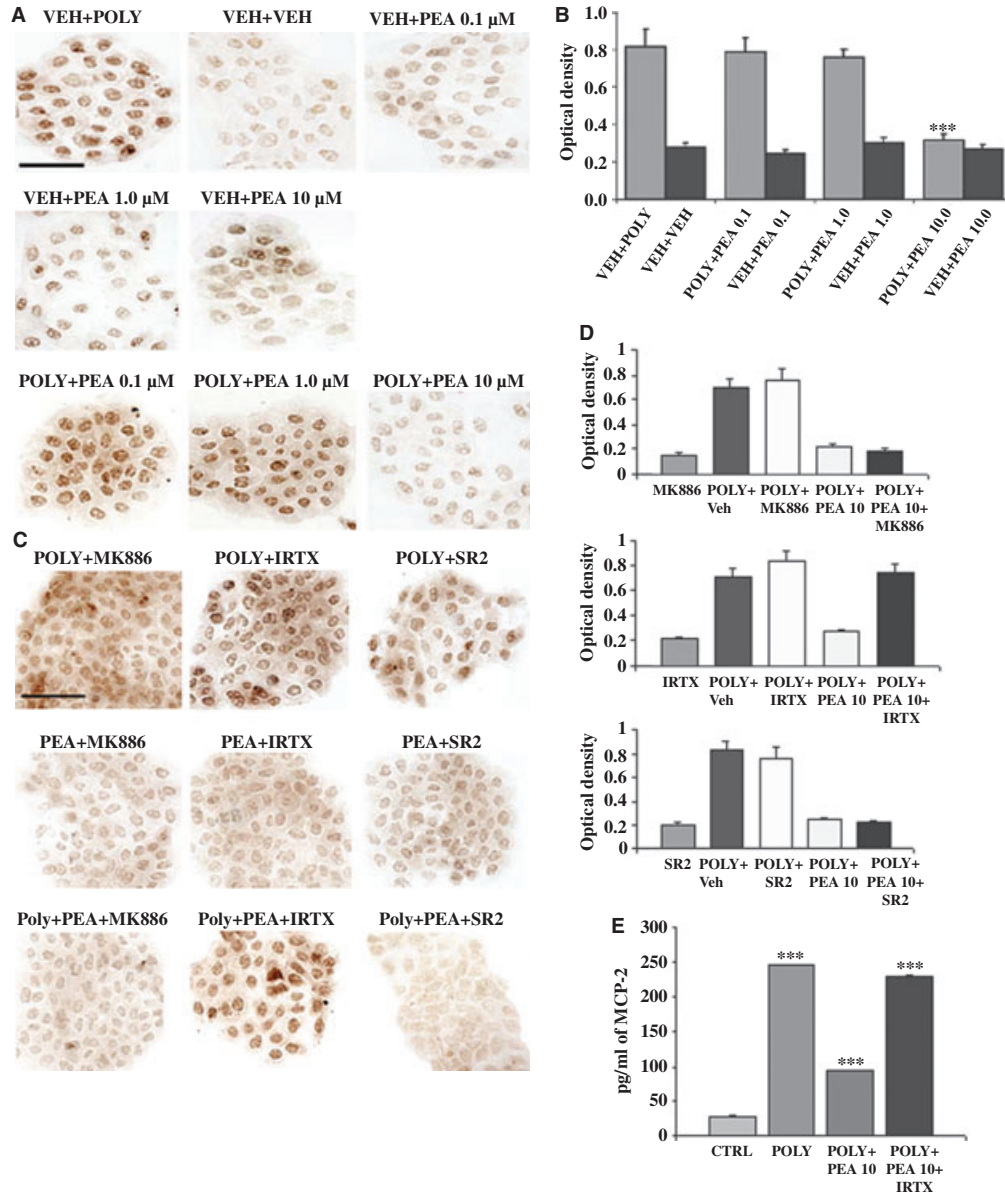 A
VEH+POLY
VEH+VEH
VEH+PEA 0.1 µM
VEH+PEA 1.0 µM
VEH+PEA 10 µM
POLY+PEA 0.1 µM
POLY+PEA 1.0 µM
POLY+PEA 10 µM
C
POLY+MK886
POLY+IRTX
POLY+SR2
PEA+MK886
PEA+IRTX
PEA+SR2
Poly+PEA+MK886
Poly+PEA+IRTX
Poly+PEA+SR2
B
Optical density
1.0
0.8
0.6
0.4
0.2
0.0
***
VEH+POLY
VEH+VEH
POLY+PEA 0.1
VEH+PEA 0.1
POLY+PEA 1.0
VEH+PEA 1.0
POLY+PEA 10.0
VEH+PEA 10.0
D
Optical density
1
0.8
0.6
0.4
0.2
0
MK886
POLY+
Veh
POLY+
MK886
POLY+
PEA 10
POLY+
PEA 10+
MK886
Optical density
1
0.8
0.6
0.4
0.2
0
IRTX
POLY+
Veh
POLY+
IRTX
POLY+
PEA 10
POLY+
PEA 10+
IRTX
Optical density
1
0.8
0.6
0.4
0.2
0
SR2
POLY+
Veh
POLY+
SR2
POLY+
PEA 10
POLY+
PEA 10+
SR2
E
pg/ml of MCP-2
300
250
200
150
100
50
0
***
***
***
CTRL
POLY
POLY+
PEA 10
POLY+
PEA 10+
IRTX